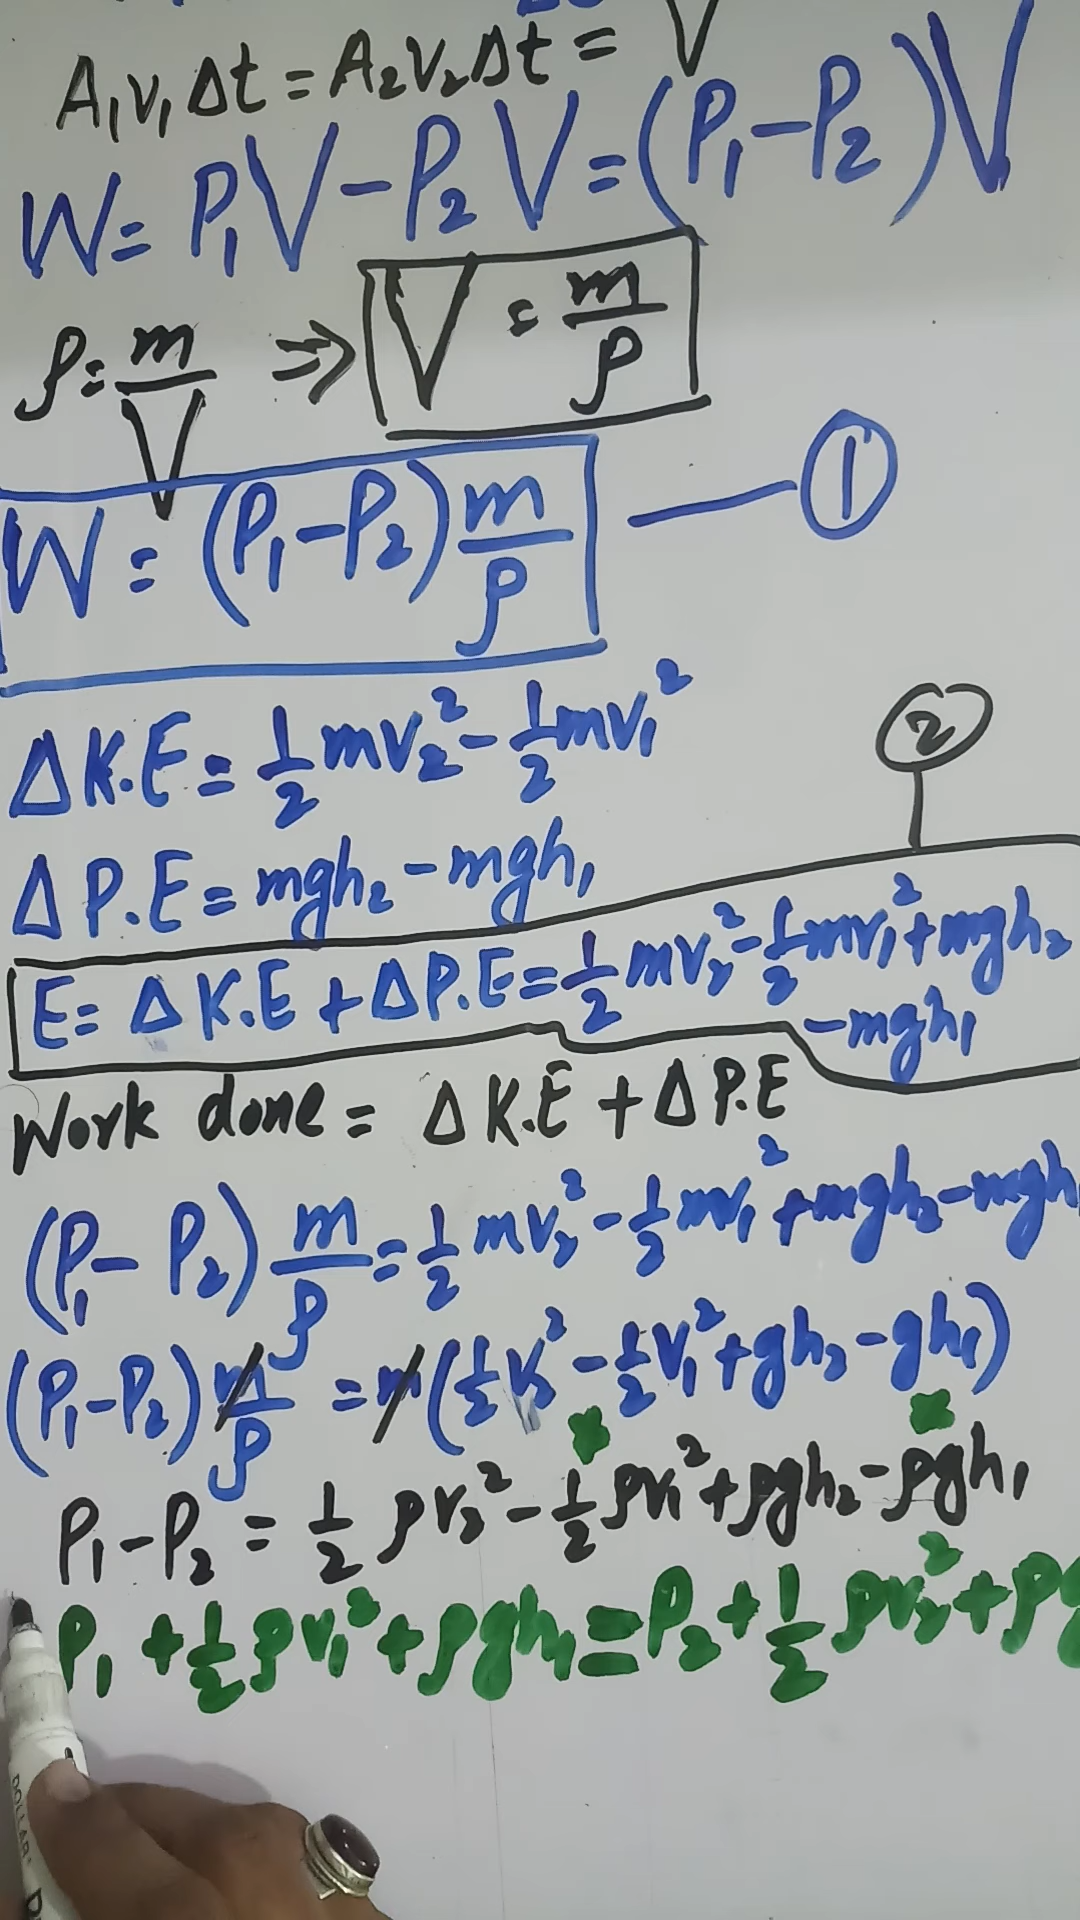 A₁v₁Δt = A₂v₂Δt = V
W = P₁V - P₂V = (P₁-P₂)V
ρ = m/V ⇒ V = m/ρ
W = (P₁-P₂) m/ρ — ①
ΔK.E = ½mv₂² - ½mv₁²
②
ΔP.E = mgh₂ - mgh₁
E = ΔK.E + ΔP.E = ½mv₂² - ½mv₁² + mgh₂
- mgh₁
Work done = ΔK.E + ΔP.E
(P₁ - P₂) m/ρ = ½mv₂² - ½mv₁² + mgh₂ - mgh₁
(P₁-P₂) m/ρ = m(½v₂² - ½v₁² + gh₂ - gh₁)
P₁-P₂ = ½ρv₂² - ½ρv₁² + ρgh₂ - ρgh₁
P₁ + ½ρv₁² + ρgh₁ = P₂ + ½ρv₂² + ρg
DOLLAR